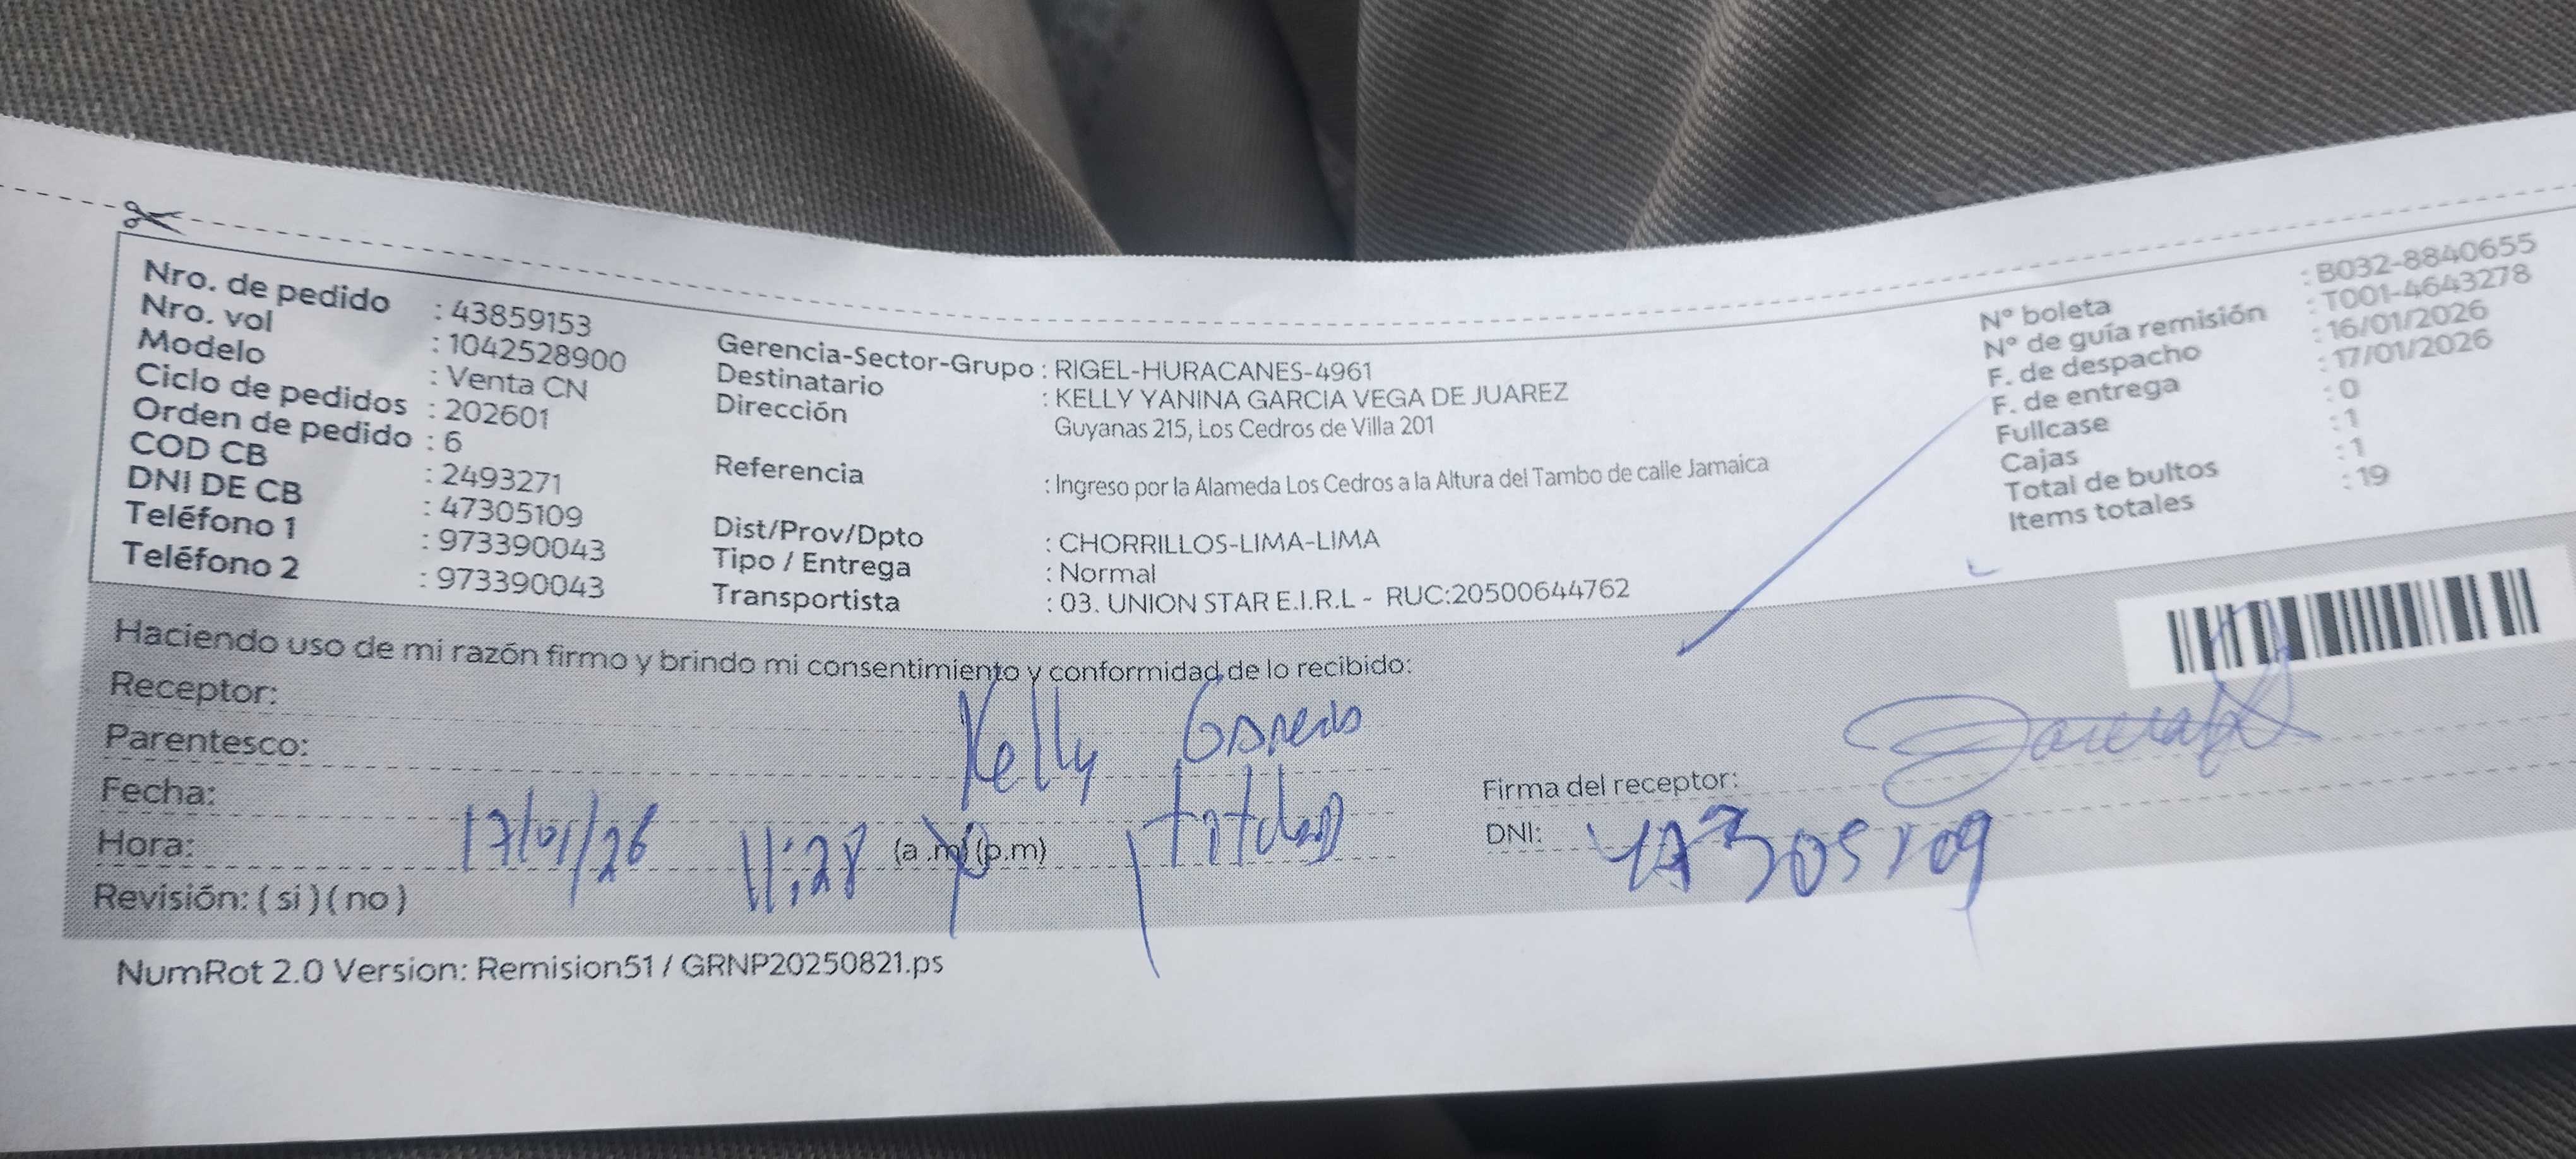 Nro. de pedido : 43859153
Nro. vol : 1042528900
Modelo : Venta CN
Ciclo de pedidos : 202601
Orden de pedido : 6
COD CB : 2493271
DNI DE CB : 47305109
Teléfono 1 : 973390043
Teléfono 2 : 973390043
Gerencia-Sector-Grupo : RIGEL-HURACANES-4961
Destinatario : KELLY YANINA GARCIA VEGA DE JUAREZ
Dirección Guyanas 215, Los Cedros de Villa 201
Referencia : Ingreso por la Alameda Los Cedros a la Altura del Tambo de calle Jamaica
Dist/Prov/Dpto : CHORRILLOS-LIMA-LIMA
Tipo / Entrega : Normal
Transportista : 03. UNION STAR E.I.R.L - RUC:20500644762
N° boleta : B032-8840655
N° de guía remisión : T001-4643278
F. de despacho : 16/01/2026
F. de entrega : 17/01/2026
Fullcase : 0
Cajas : 1
Total de bultos : 1
Items totales : 19
Haciendo uso de mi razón firmo y brindo mi consentimiento y conformidad de lo recibido:
Receptor: Kelly
Parentesco:
Fecha: 17/01/26
Hora: 11:28 (a.m)(p.m)
Revisión: ( si ) ( no )
Firma del receptor:
DNI: 47305109
NumRot 2.0 Version: Remision51 / GRNP20250821.ps